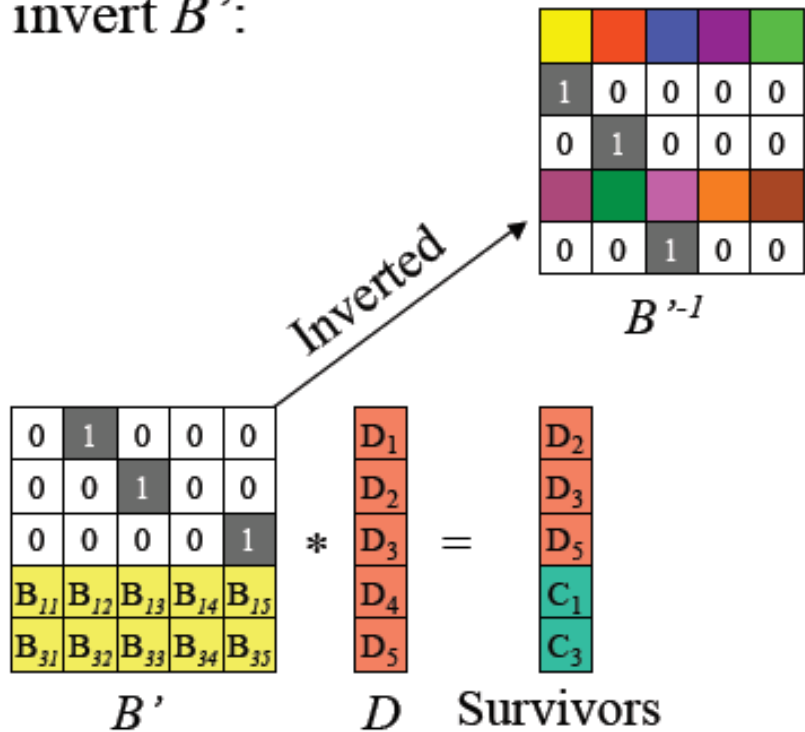 invert B’:
1 0 0 0 0
0 1 0 0 0
0 0 1 0 0
B’-1
Inverted
0 1 0 0 0
0 0 1 0 0
0 0 0 0 1
B11 B12 B13 B14 B15
B31 B32 B33 B34 B35
B’
*
D1
D2
D3
D4
D5
D
=
D2
D3
D5
C1
C3
Survivors